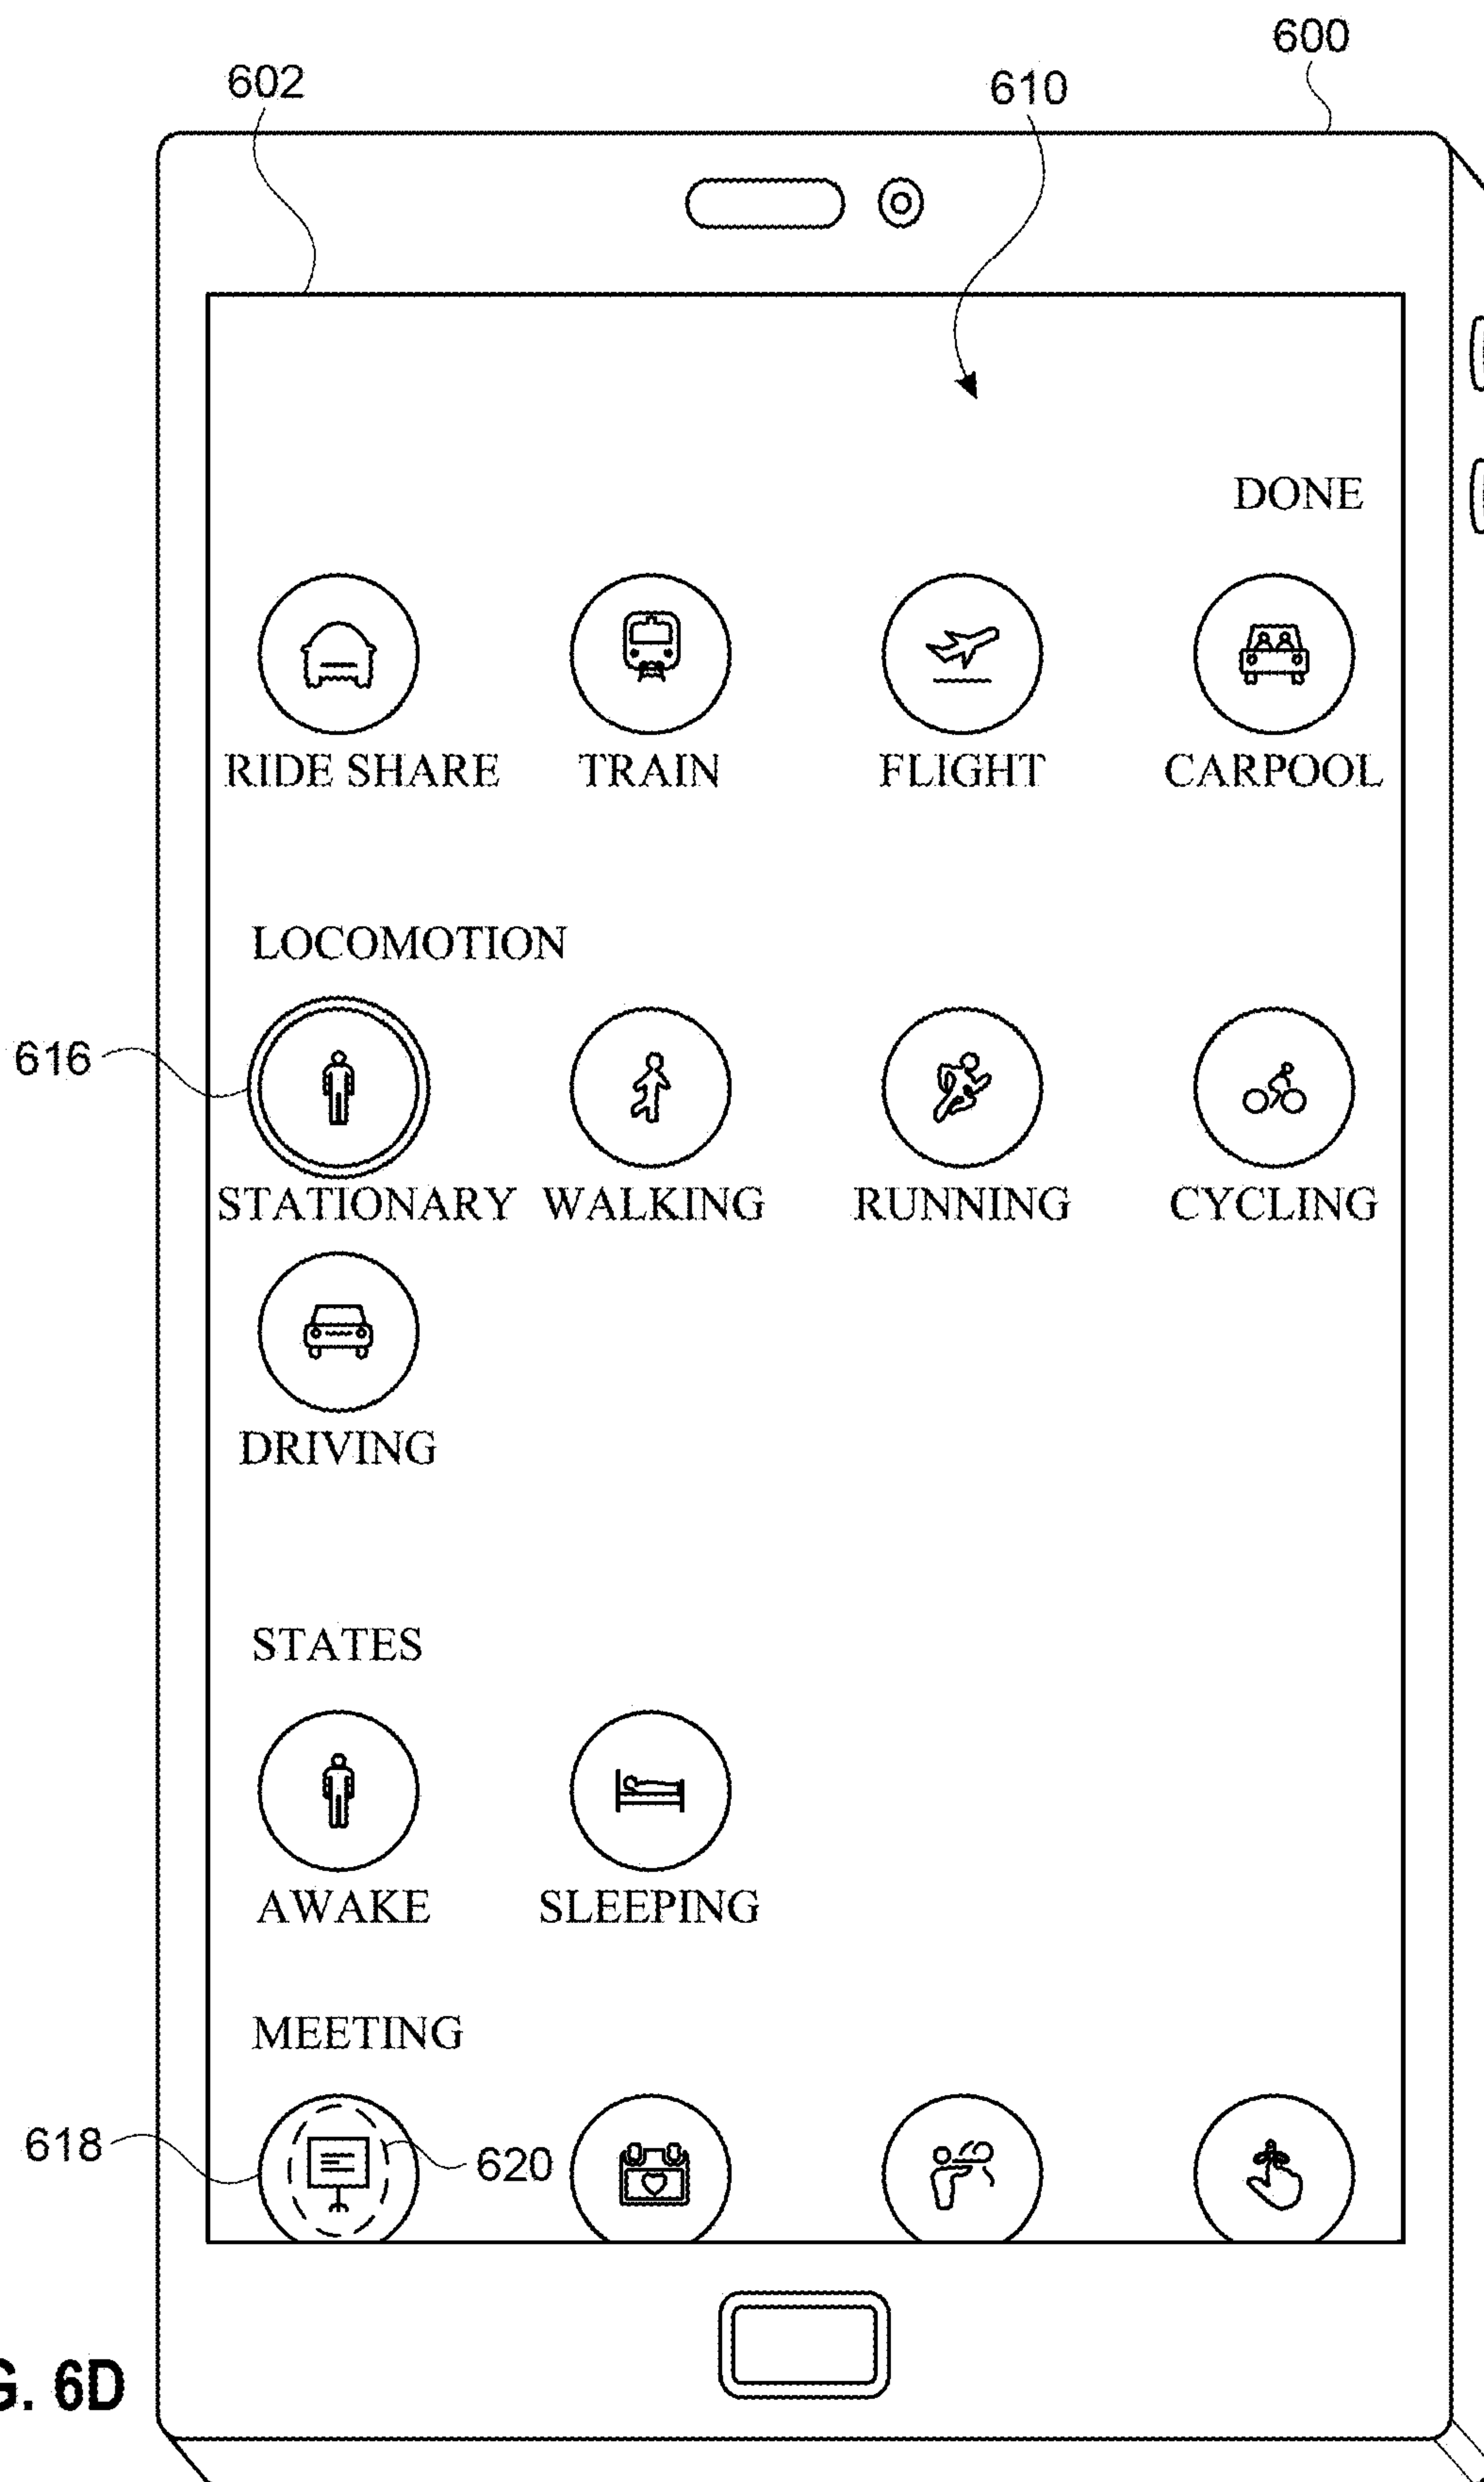 600
602
610
DONE
RIDE SHARE TRAIN FLIGHT CARPOOL
LOCOMOTION
616
STATIONARY WALKING RUNNING CYCLING
DRIVING
STATES
AWAKE SLEEPING
MEETING
618
620
G. 6D